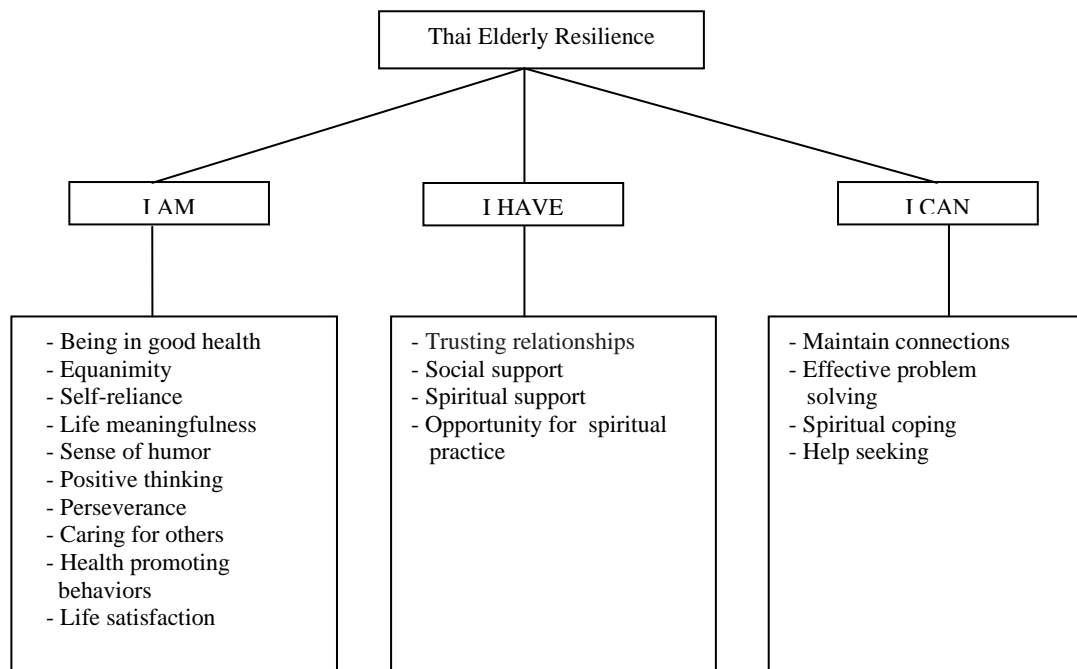 Thai Elderly Resilience
I AM
I HAVE
I CAN
- Being in good health
- Equanimity
- Self-reliance
- Life meaningfulness
- Sense of humor
- Positive thinking
- Perseverance
- Caring for others
- Health promoting
behaviors
- Life satisfaction
- Trusting relationships
- Social support
- Spiritual support
- Opportunity for spiritual
practice
- Maintain connections
- Effective problem
solving
- Spiritual coping
- Help seeking